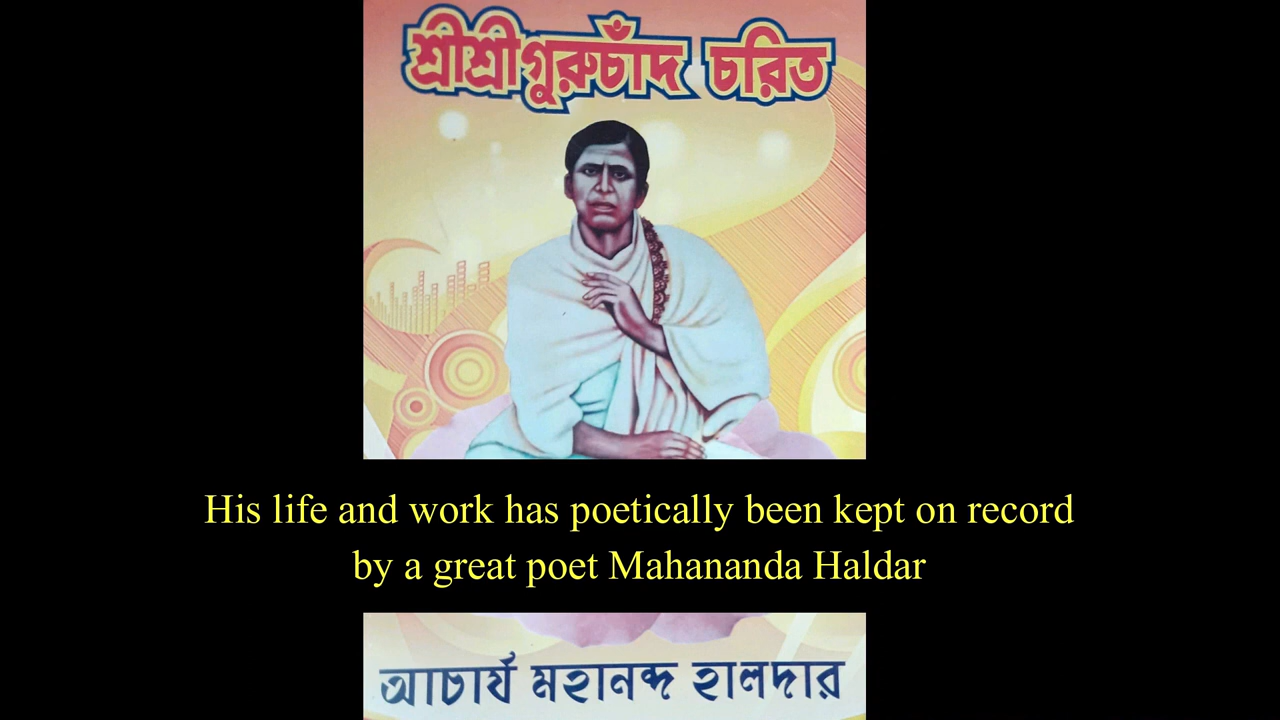 শ্রীশ্রীগুরুচাঁদ চরিত
His life and work has poetically been kept on record
by a great poet Mahananda Haldar
আচার্য মহানন্দ হালদার